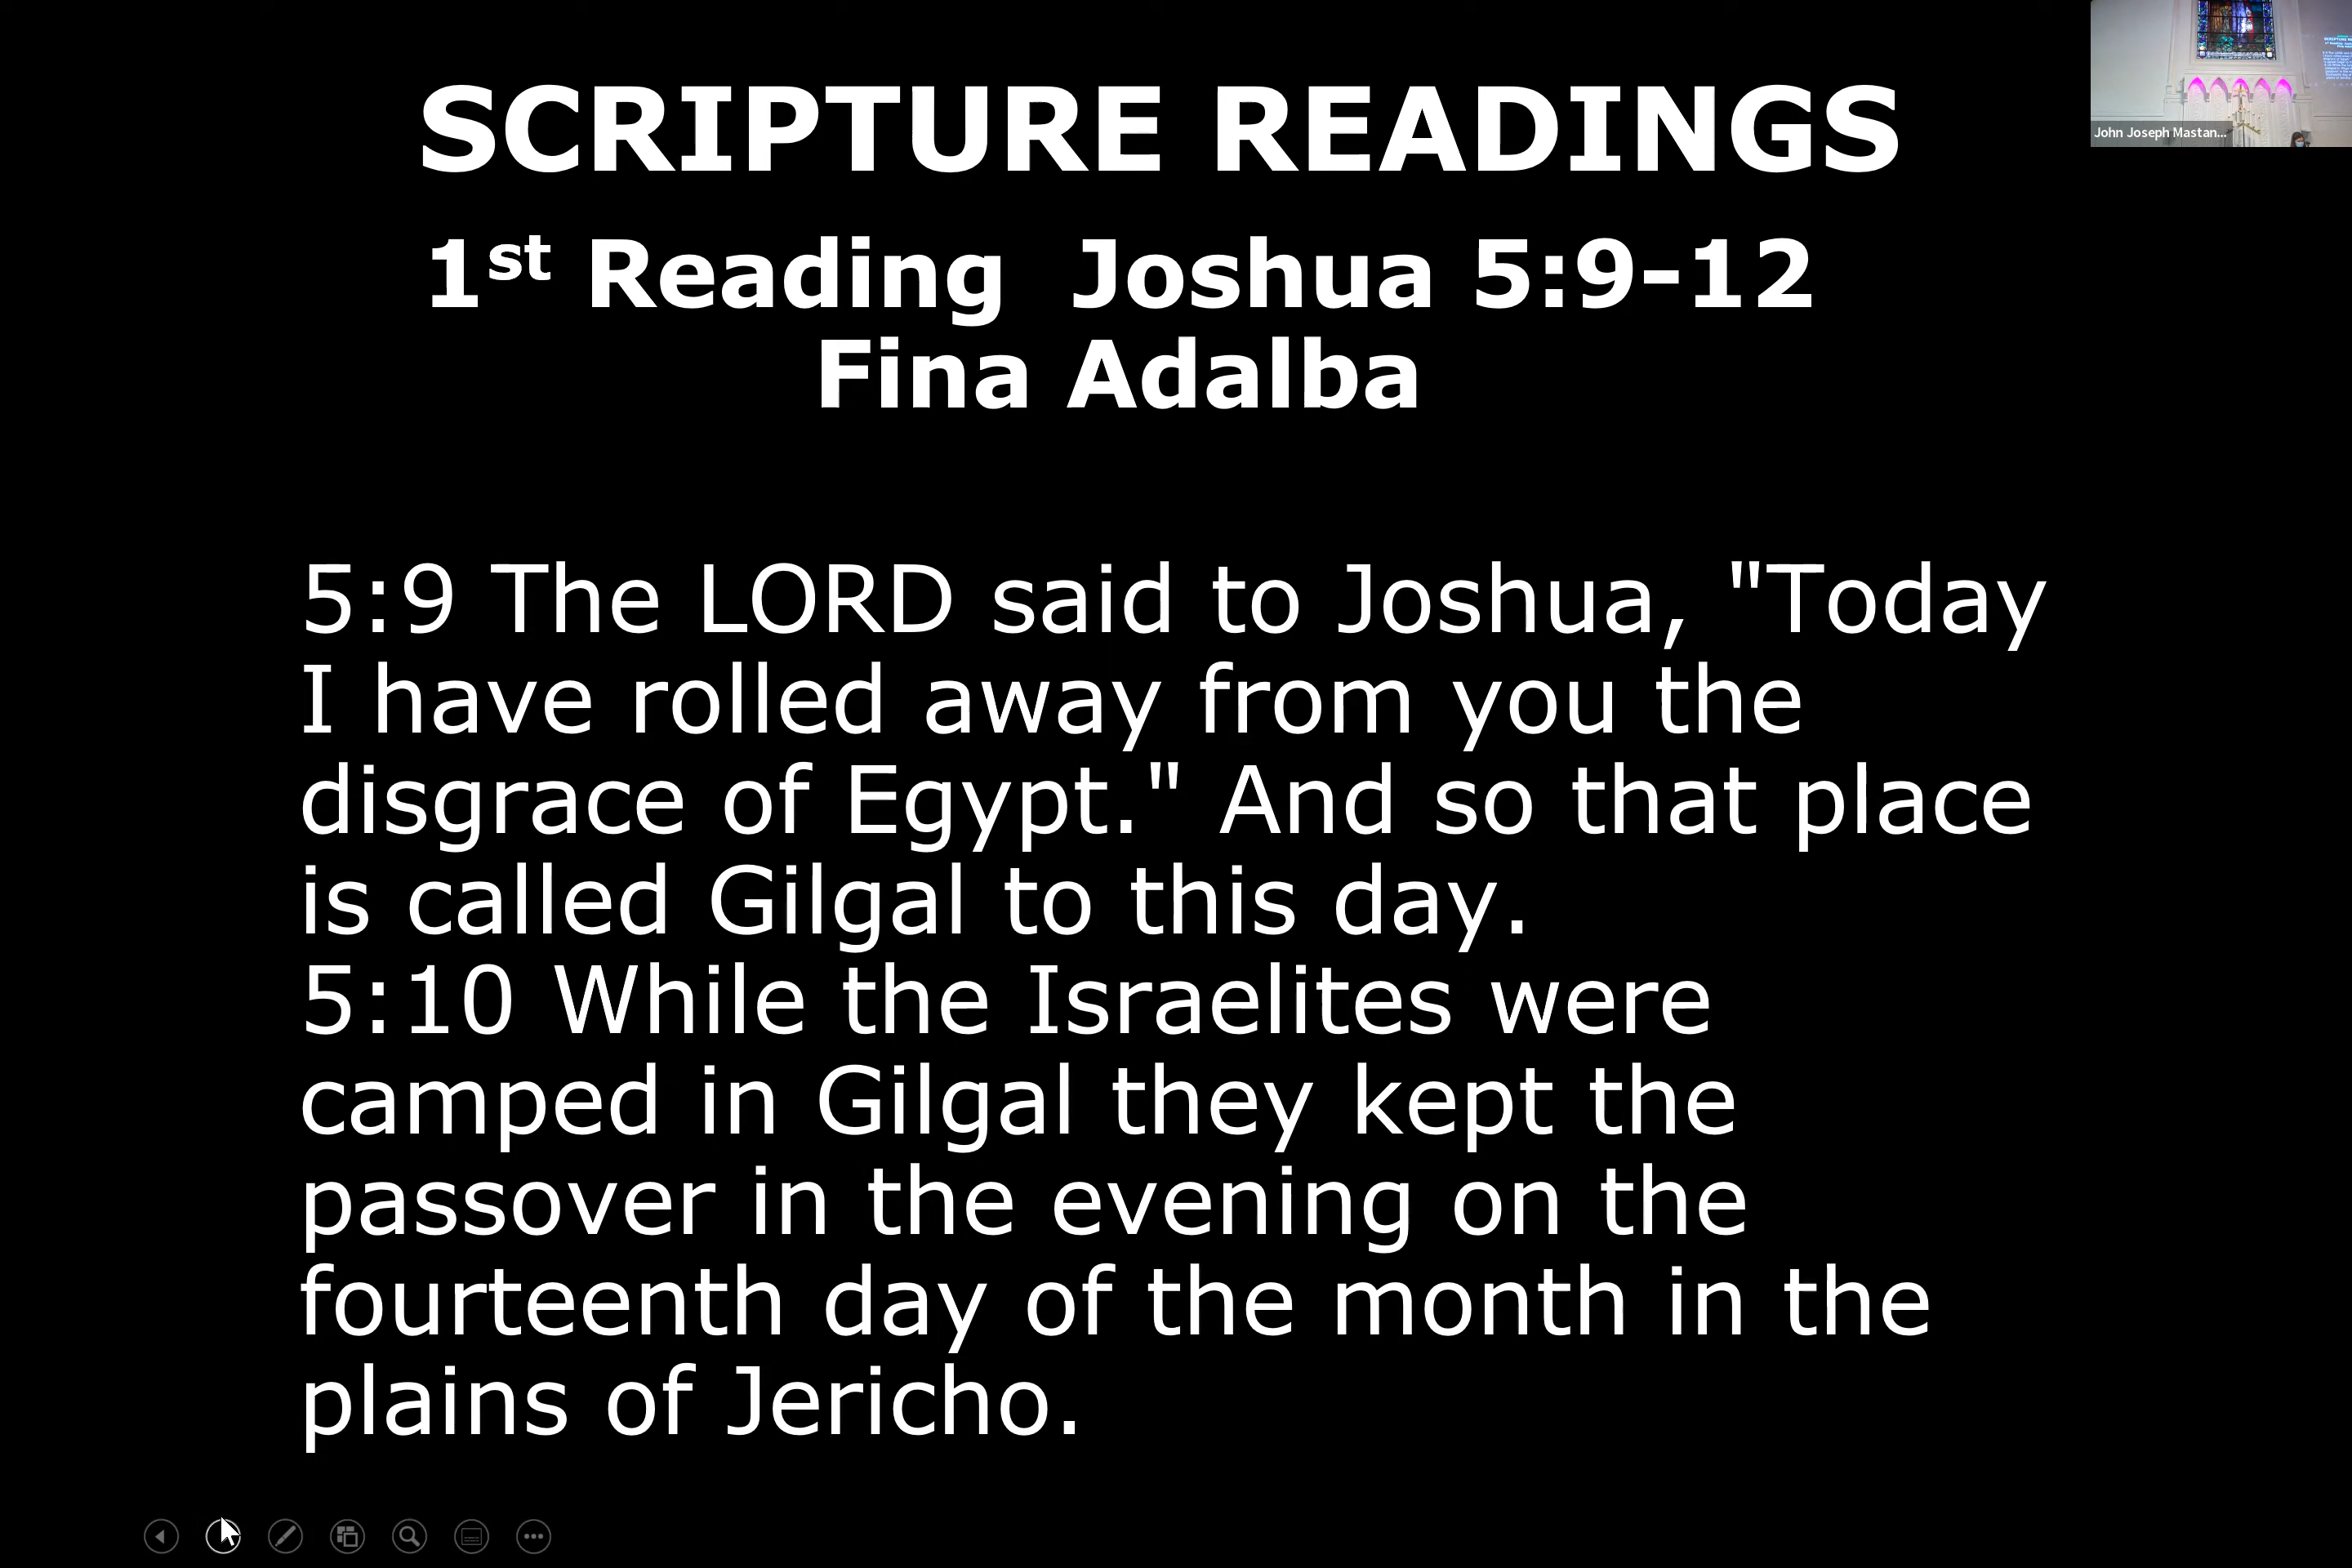 SCRIPTURE READINGS
1st Reading  Joshua 5:9-12
Fina Adalba
5:9 The LORD said to Joshua, "Today
I have rolled away from you the
disgrace of Egypt." And so that place
is called Gilgal to this day.
5:10 While the Israelites were
camped in Gilgal they kept the
passover in the evening on the
fourteenth day of the month in the
plains of Jericho.
John Joseph Mastan...